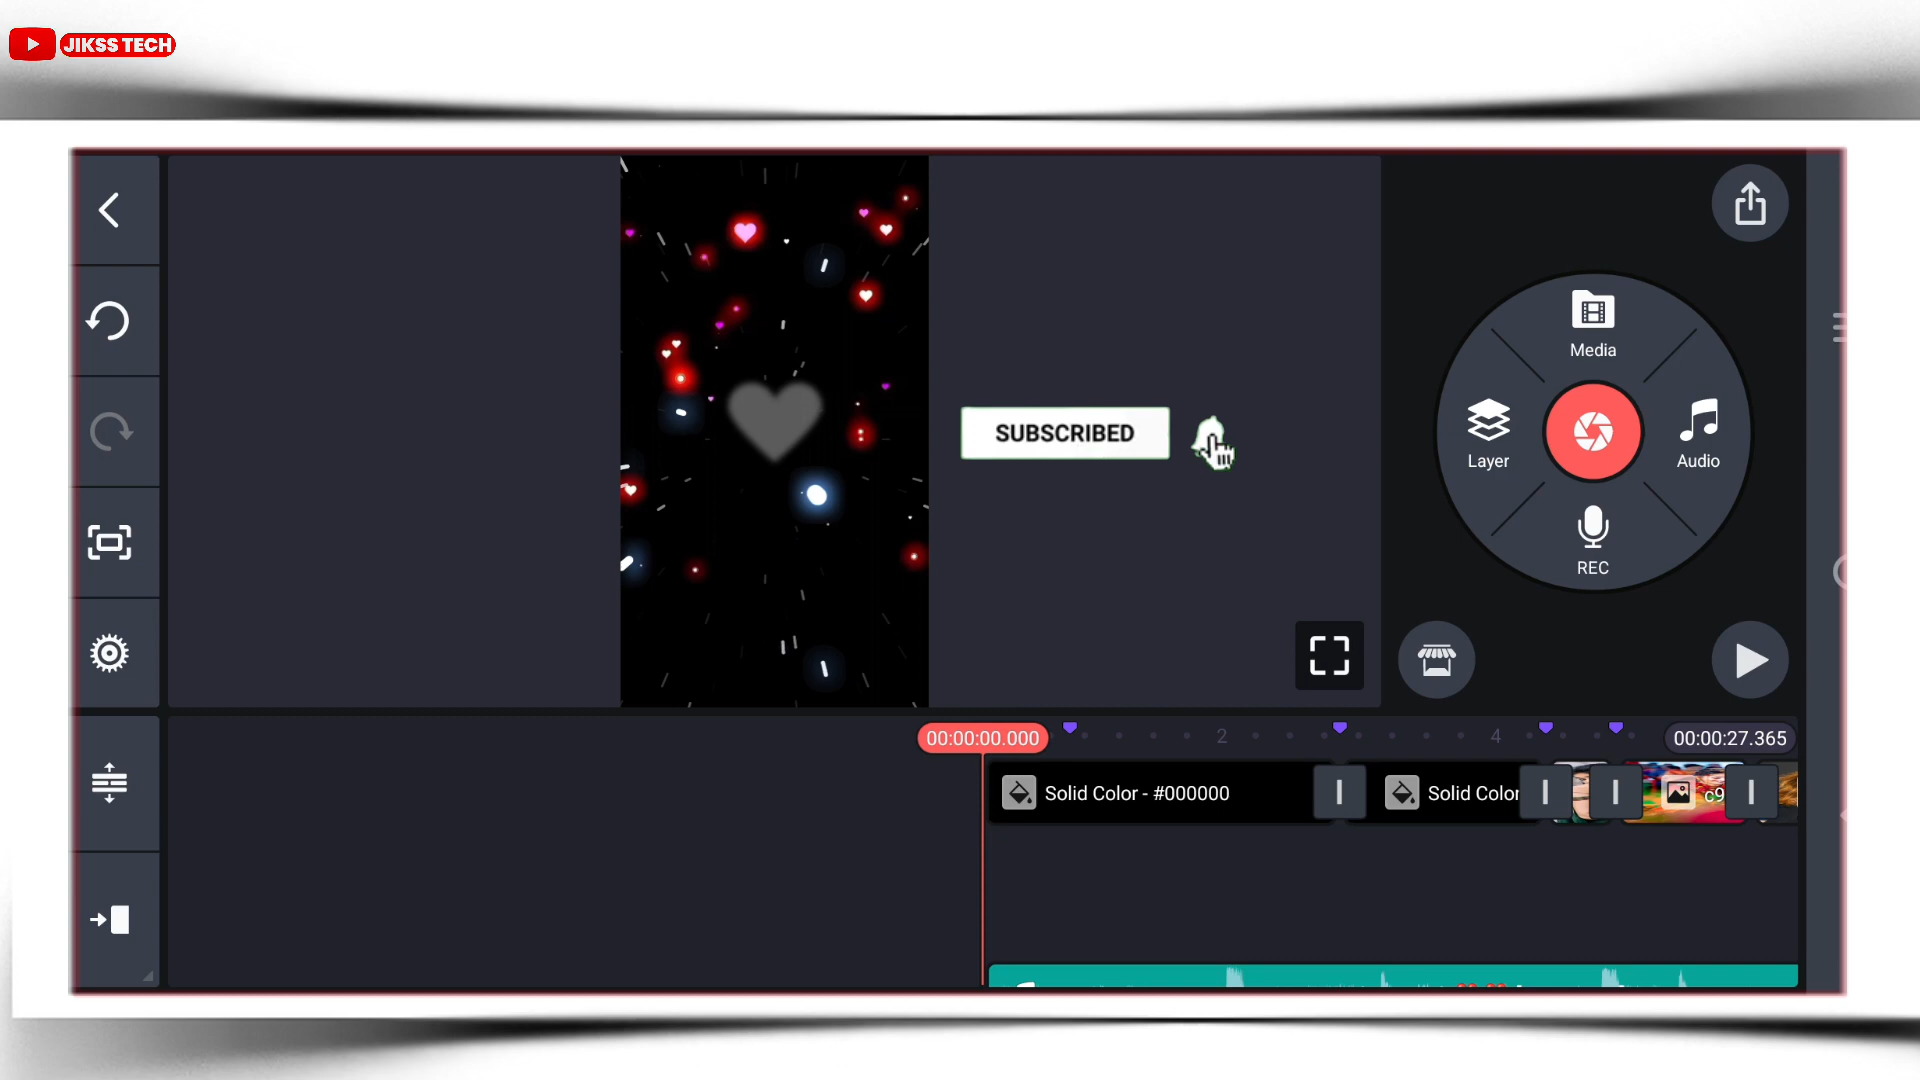 JIKSS TECH
Media
SUBSCRIBED
Layer
Audio
REC
00:00:00.000
2
4
00:00:27.365
Solid Color - #000000
Solid Color
c9